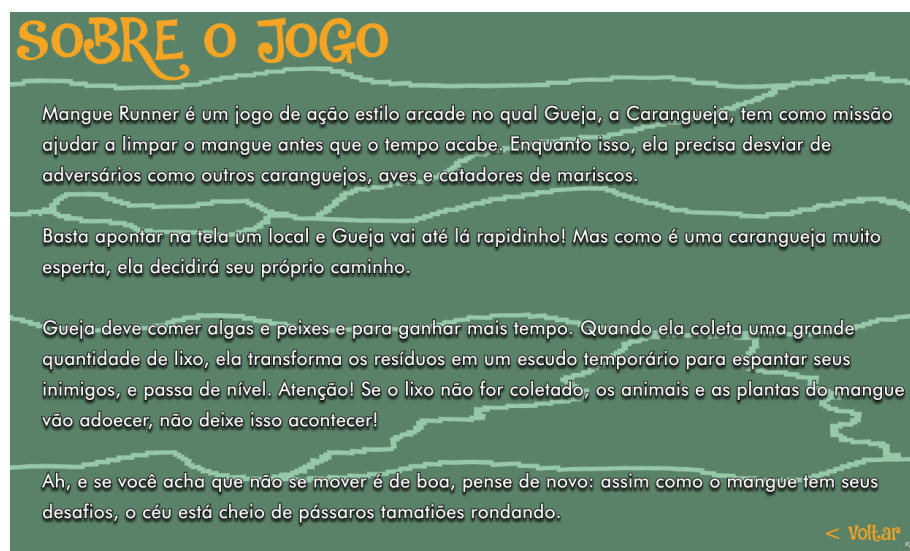 SOBRE O JOGO
Mangue Runner é um jogo de ação estilo arcade no qual Gueja, a Carangueja, tem como missão
ajudar a limpar o mangue antes que o tempo acabe. Enquanto isso, ela precisa desviar de
adversários como outros caranguejos, aves e catadores de mariscos.
Basta apontar na tela um local e Gueja vai até lá rapidinho! Mas como é uma carangueja muito
esperta, ela decidirá seu próprio caminho.
Gueja deve comer algas e peixes e para ganhar mais tempo. Quando ela coleta uma grande
quantidade de lixo, ela transforma os resíduos em um escudo temporário para espantar seus
inimigos, e passa de nível. Atenção! Se o lixo não for coletado, os animais e as plantas do mangue
vão adoecer, não deixe isso acontecer!
Ah, e se você acha que não se mover é de boa, pense de novo: assim como o mangue tem seus
desafios, o céu está cheio de pássaros tamatiões rondando.
< Voltar